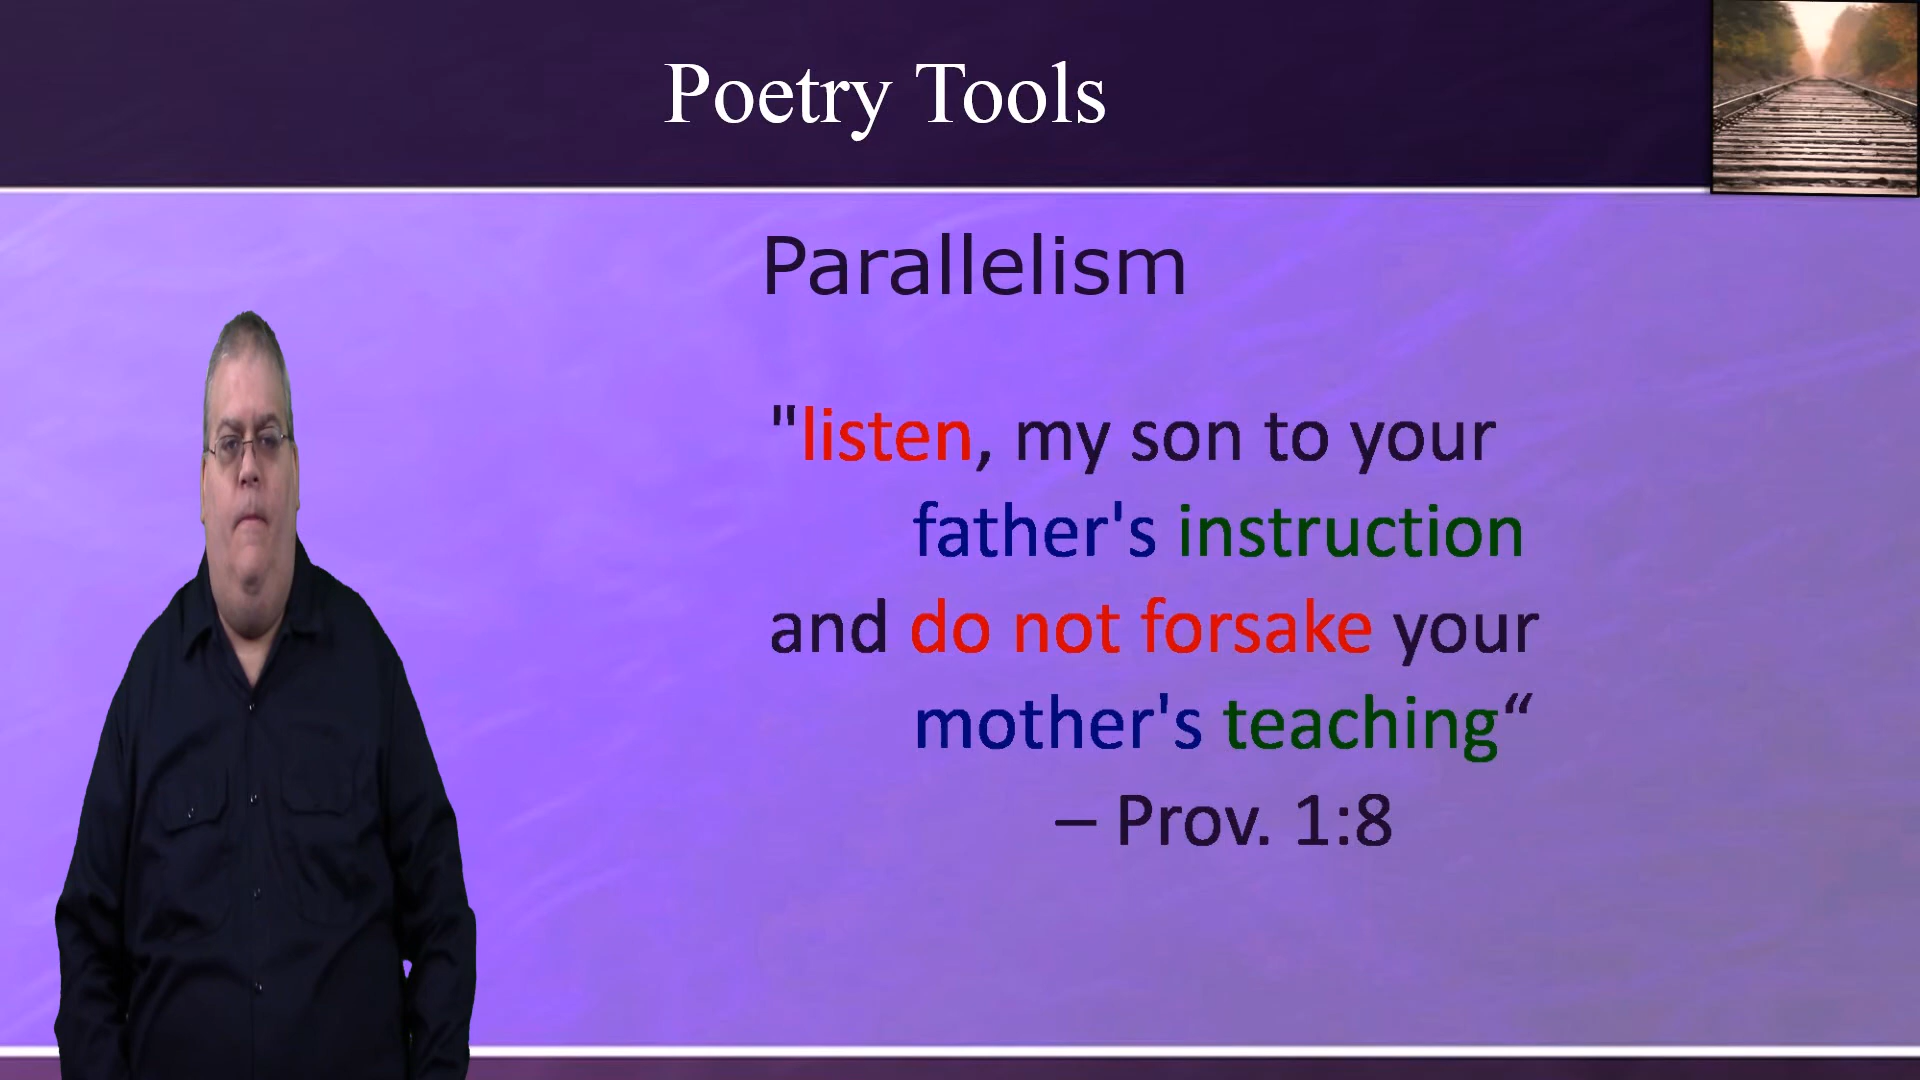 Poetry Tools
Parallelism
"listen, my son to your
father's instruction
and do not forsake your
mother's teaching“
– Prov. 1:8